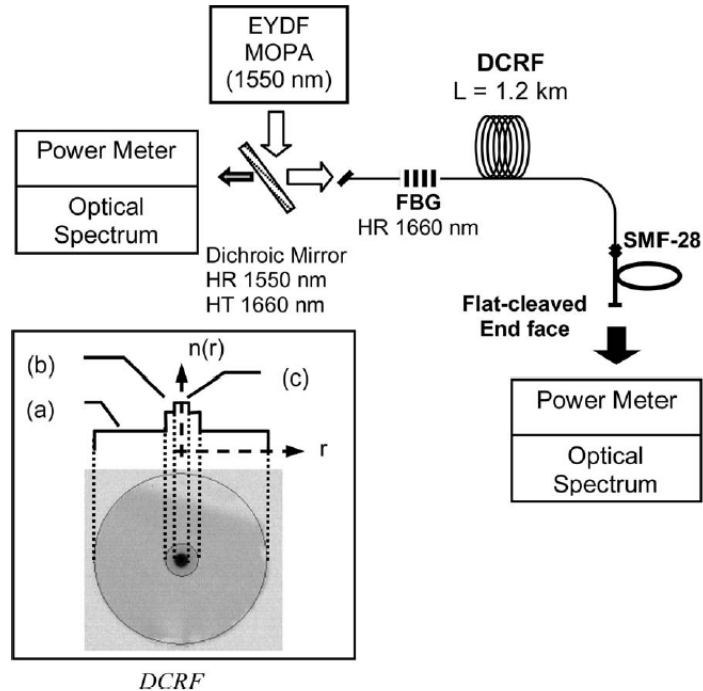 EYDF
MOPA
(1550 nm)
DCRF
L = 1.2 km
Power Meter
Optical
Spectrum
FBG
HR 1660 nm
Dichroic Mirror
HR 1550 nm
HT 1660 nm
SMF-28
Flat-cleaved
End face
Power Meter
Optical
Spectrum
n(r)
(b)
(c)
(a)
r
DCRF